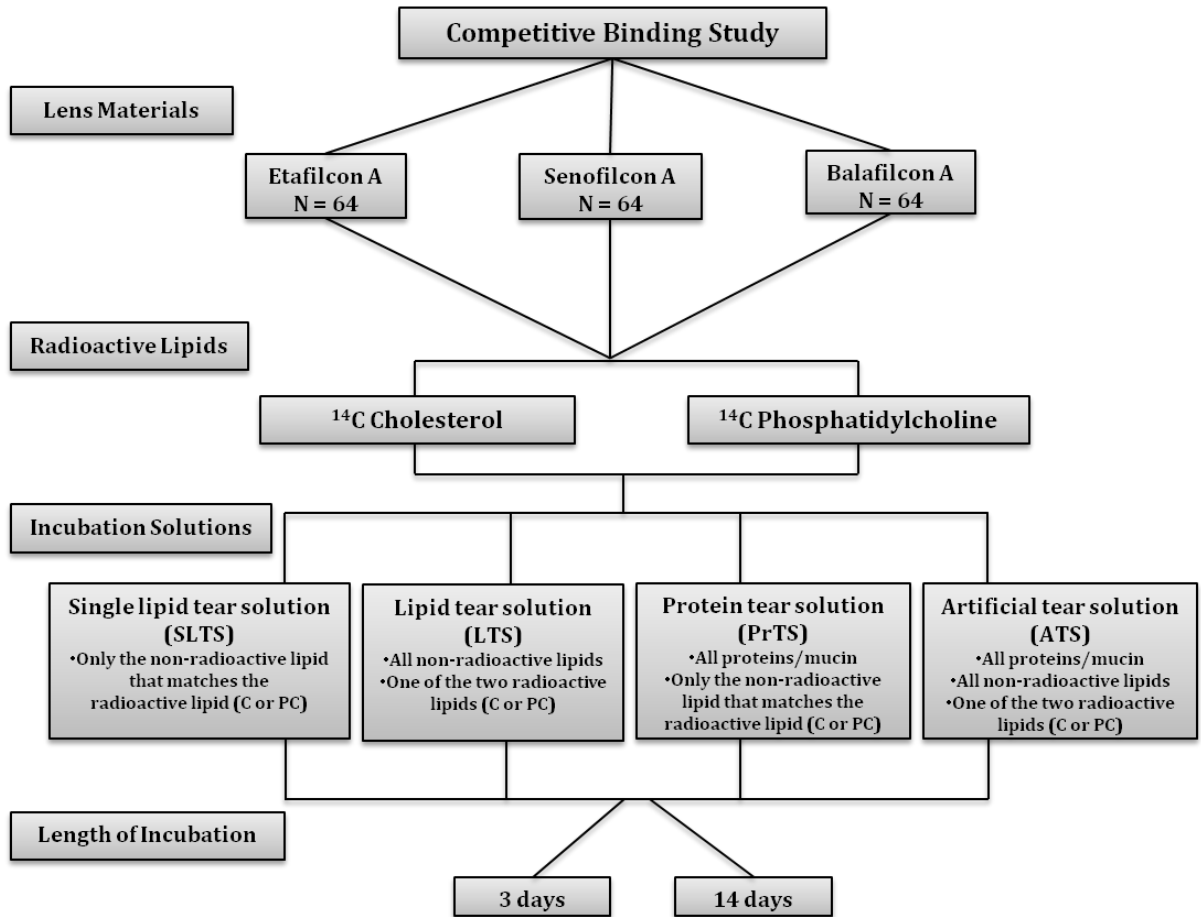 Competitive Binding Study
Lens Materials
Etafilcon A
N = 64
Senofilcon A
N = 64
Balafilcon A
N = 64
Radioactive Lipids
¹⁴C Cholesterol
¹⁴C Phosphatidylcholine
Incubation Solutions
Single lipid tear solution
(SLTS)
•Only the non-radioactive lipid
that matches the
radioactive lipid (C or PC)
Lipid tear solution
(LTS)
•All non-radioactive lipids
•One of the two radioactive
lipids (C or PC)
Protein tear solution
(PrTS)
•All proteins/mucin
•Only the non-radioactive
lipid that matches the
radioactive lipid (C or PC)
Artificial tear solution
(ATS)
•All proteins/mucin
•All non-radioactive lipids
•One of the two radioactive
lipids (C or PC)
Length of Incubation
3 days
14 days